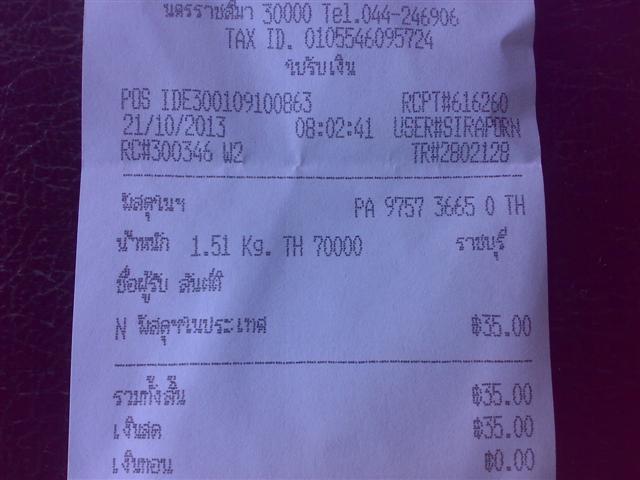 นครราชสีมา 30000 Tel.044-246906
TAX ID. 0105546095724
ใบรับเงิน
POS IDE300109100863 RCPT#616260
21/10/2013 08:02:41 USER#SIRAPORN
RC#300346 W2 TR#2802128
พัสดุฯในฯ PA 9757 3665 0 TH
น้ำหนัก 1.51 Kg. TH 70000 ราชบุรี
ชื่อผู้รับ สันต์ติ
N พัสดุฯในประเทศ ฿35.00
รวมทั้งสิ้น ฿35.00
เงินสด ฿35.00
เงินทอน ฿0.00